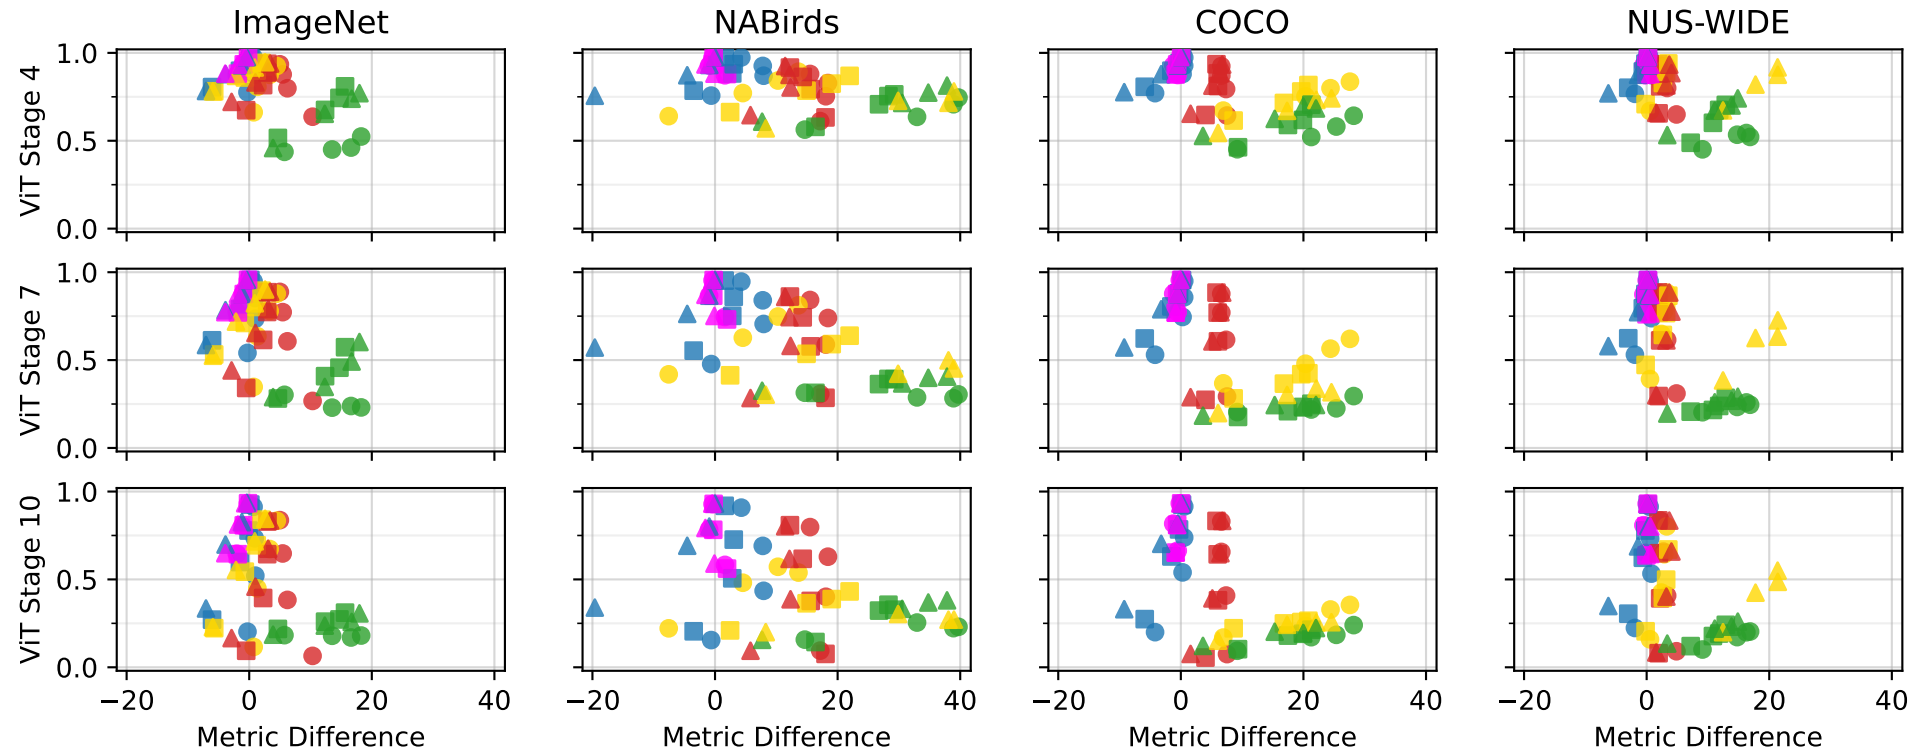 ImageNet NABirds COCO NUS-WIDE
ViT Stage 4
1.0
0.5
0.0
ViT Stage 7
1.0
0.5
0.0
ViT Stage 10
1.0
0.5
0.0
−20 0 20 40 −20 0 20 40 −20 0 20 40 −20 0 20 40
Metric Difference Metric Difference Metric Difference Metric Difference